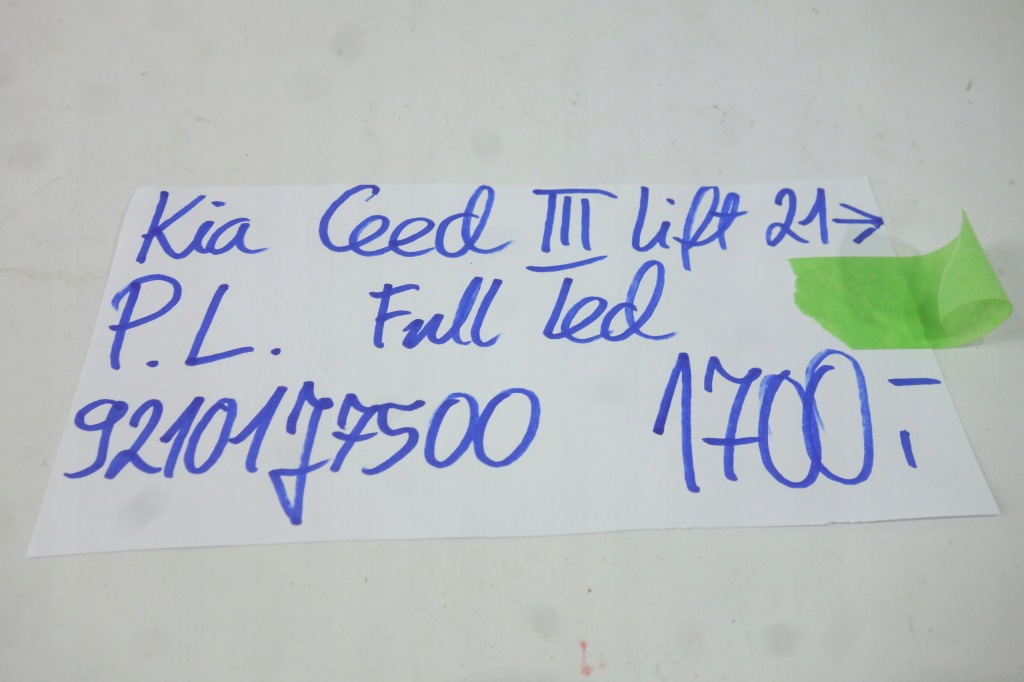 Kia Ceed III Lift 21→
P.L. Full Led
92101J7500 1700,-